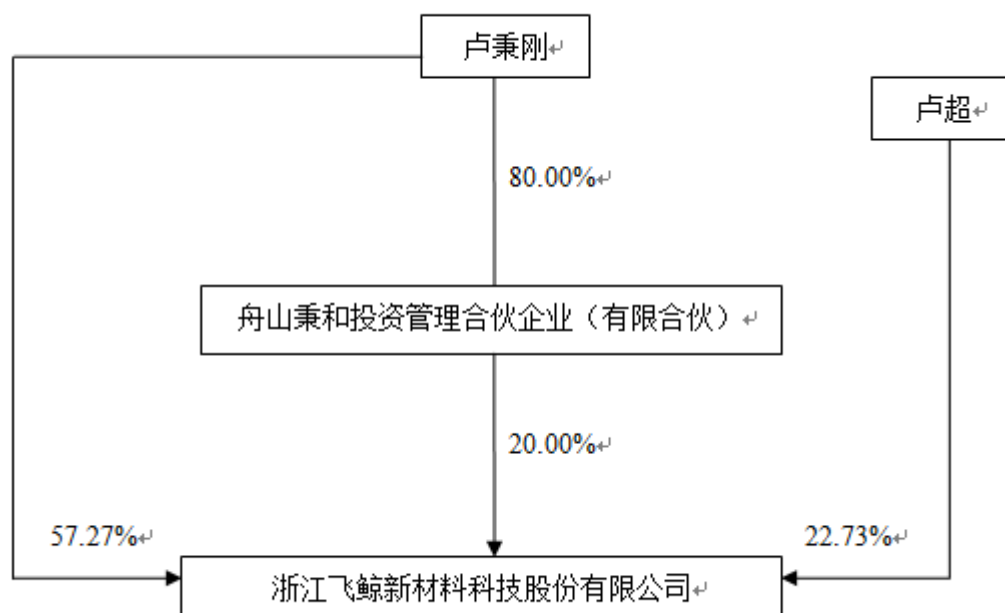 卢秉刚
卢超
80.00%
舟山秉和投资管理合伙企业（有限合伙）
20.00%
57.27%
22.73%
浙江飞鲸新材料科技股份有限公司